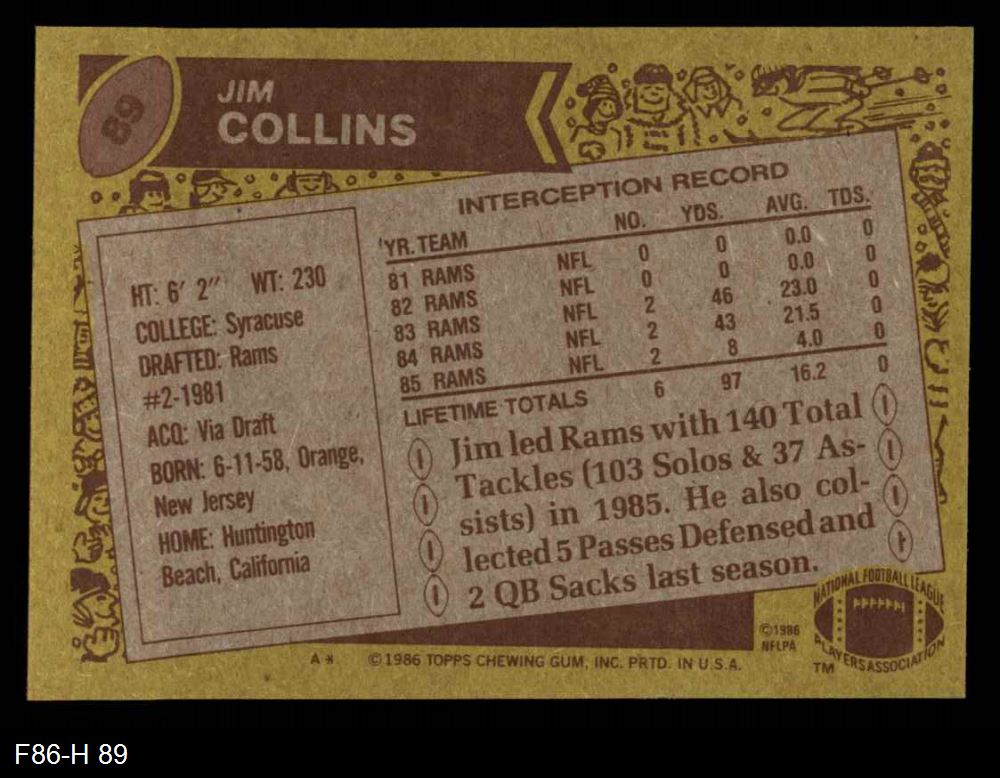 89
JIM
COLLINS
HT: 6' 2" WT: 230
COLLEGE: Syracuse
DRAFTED: Rams
#2-1981
ACQ: Via Draft
BORN: 6-11-58, Orange,
New Jersey
HOME: Huntington
Beach, California
INTERCEPTION RECORD
YR. TEAM NO. YDS. AVG. TDS.
81 RAMS NFL 0 0 0.0 0
82 RAMS NFL 0 0 0.0 0
83 RAMS NFL 2 46 23.0 0
84 RAMS NFL 2 43 21.5 0
85 RAMS NFL 2 8 4.0 0
LIFETIME TOTALS 6 97 16.2 0
Jim led Rams with 140 Total
Tackles (103 Solos & 37 As-
sists) in 1985. He also col-
lected 5 Passes Defensed and
2 QB Sacks last season.
NATIONAL FOOTBALL LEAGUE
PLAYERS ASSOCIATION
TM
©1986
NFLPA
A* ©1986 TOPPS CHEWING GUM, INC. PRTD. IN U.S.A.
F86-H 89